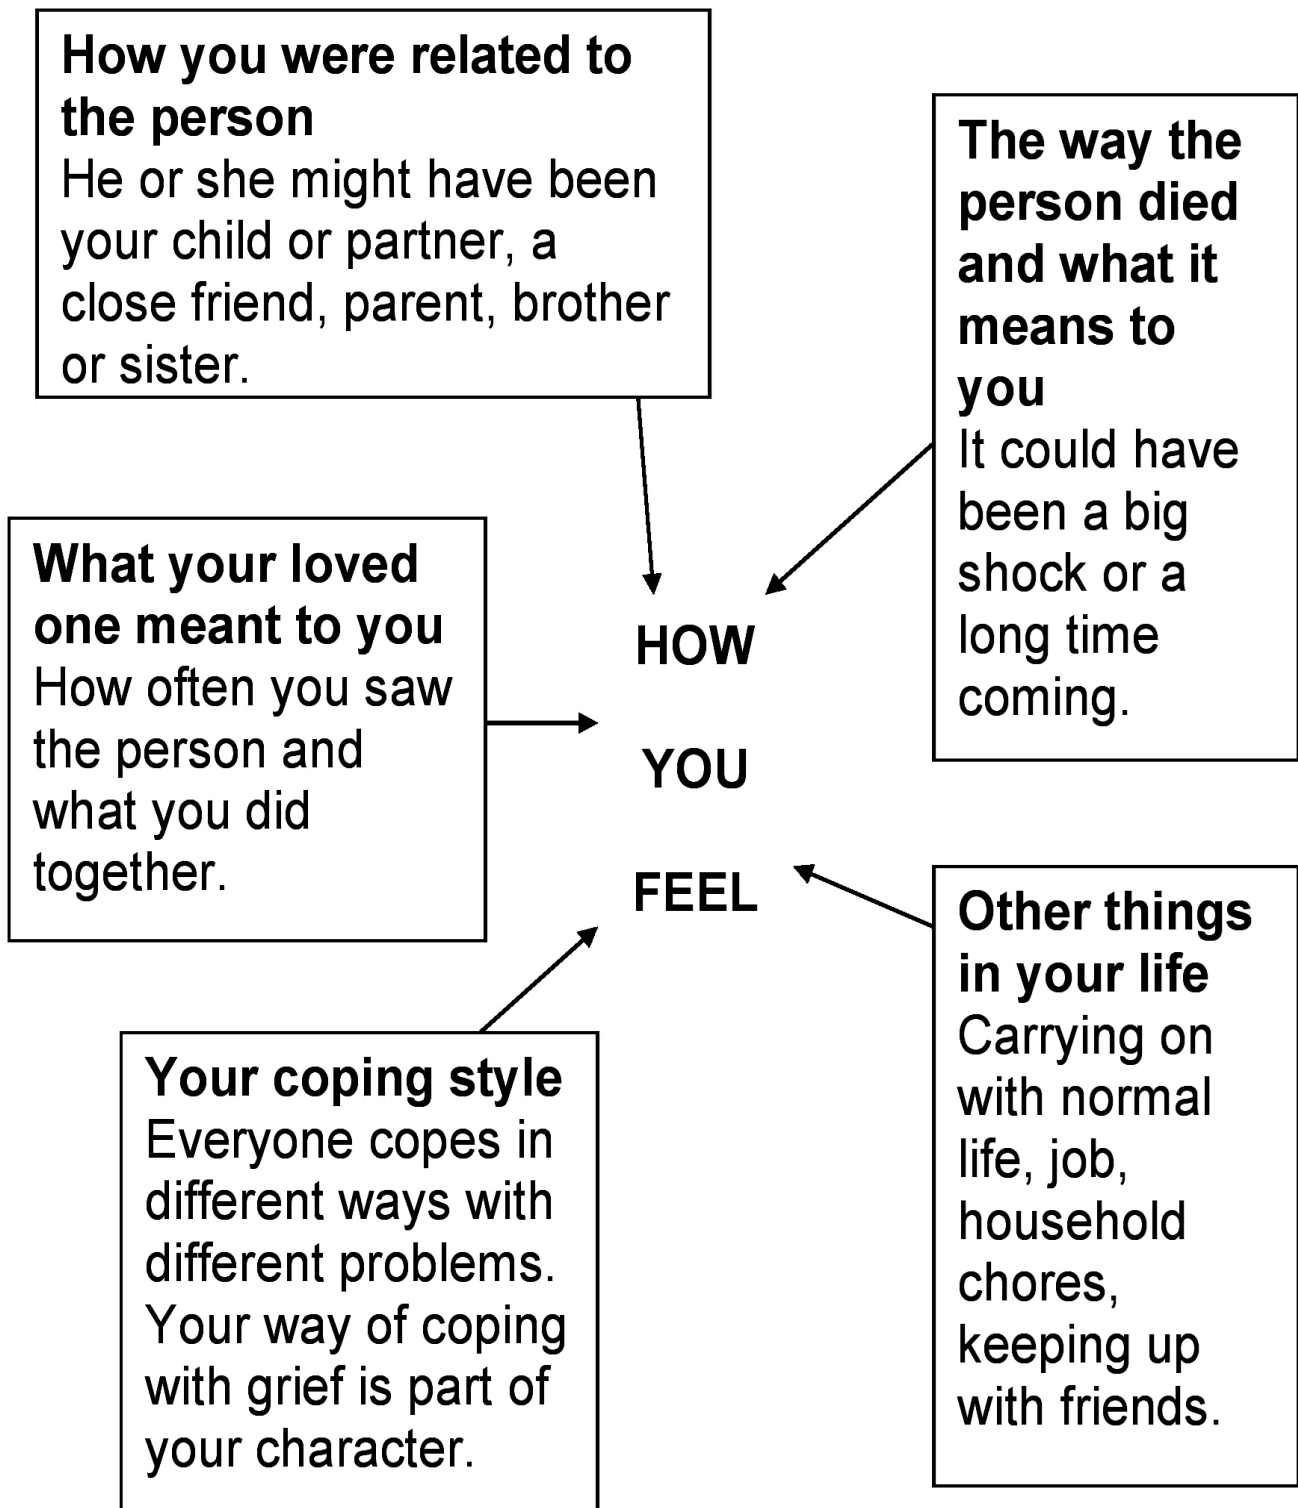 How you were related to
the person
He or she might have been
your child or partner, a
close friend, parent, brother
or sister.
The way the
person died
and what it
means to
you
It could have
been a big
shock or a
long time
coming.
What your loved
one meant to you
How often you saw
the person and
what you did
together.
HOW
YOU
FEEL
Other things
in your life
Carrying on
with normal
life, job,
household
chores,
keeping up
with friends.
Your coping style
Everyone copes in
different ways with
different problems.
Your way of coping
with grief is part of
your character.